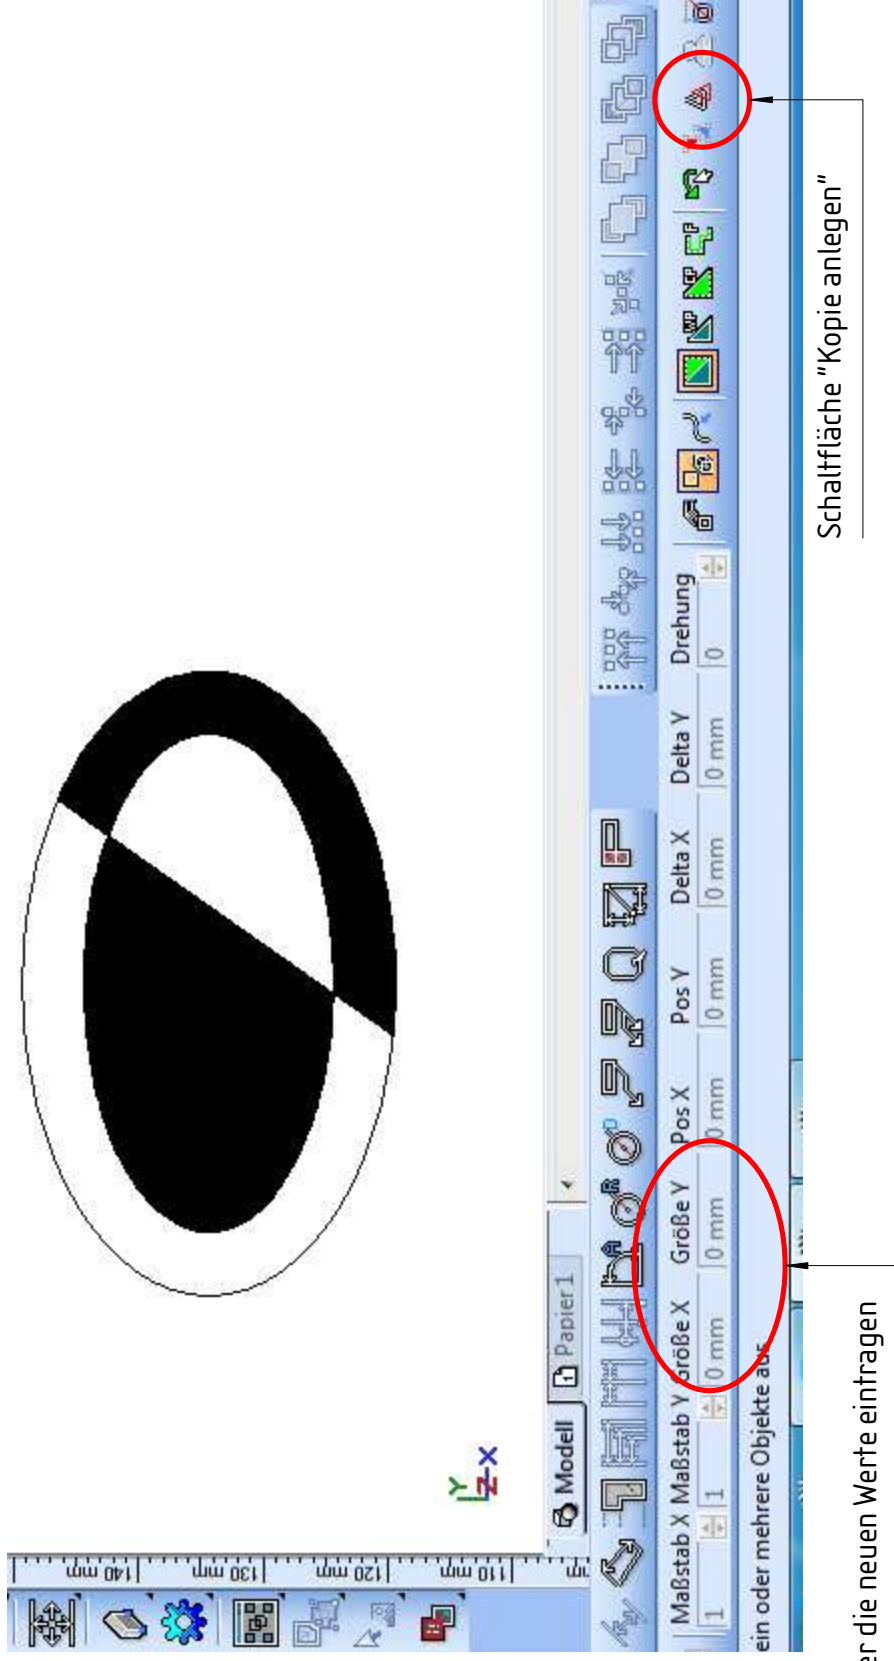 140 mm
130 mm
120 mm
110 mm
Y
Z X
Modell
Papier 1
Maßstab X Maßstab Y Größe X Größe Y Pos X Pos Y Delta X Delta Y Drehung
1 1 0 mm 0 mm 0 mm 0 mm 0 mm 0 mm 0
ein oder mehrere Objekte aus
Schaltfläche "Kopie anlegen"
die neuen Werte eintragen